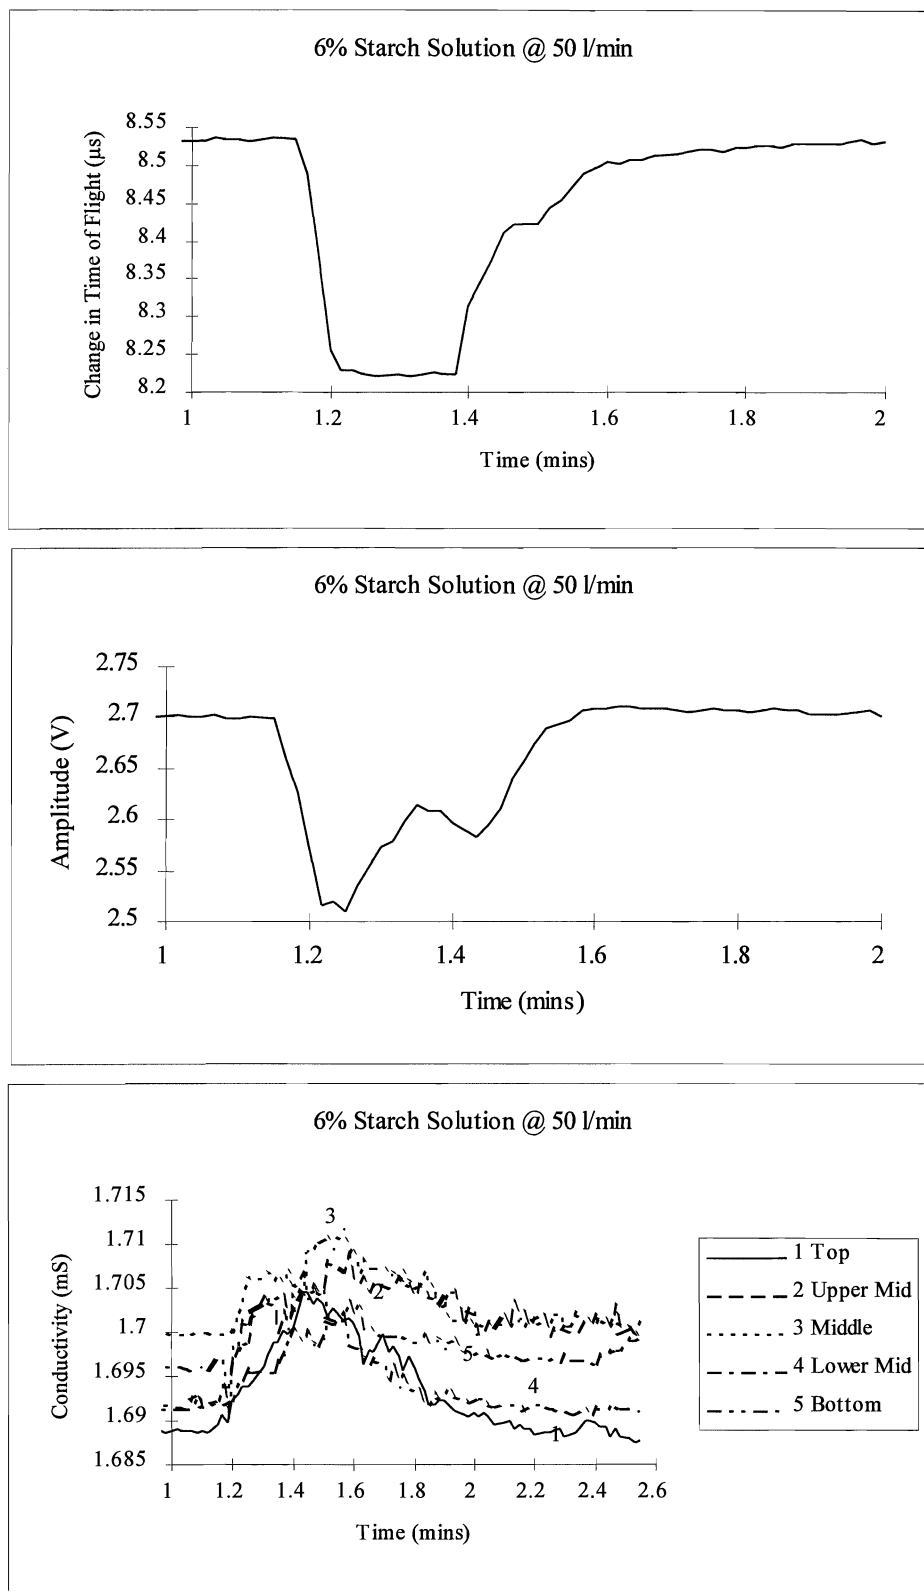 6% Starch Solution @ 50 l/min
Change in Time of Flight (µs)
8.55
8.5
8.45
8.4
8.35
8.3
8.25
8.2
1 1.2 1.4 1.6 1.8 2
Time (mins)
6% Starch Solution @ 50 l/min
Amplitude (V)
2.75
2.7
2.65
2.6
2.55
2.5
1 1.2 1.4 1.6 1.8 2
Time (mins)
6% Starch Solution @ 50 l/min
Conductivity (mS)
1.715
1.71
1.705
1.7
1.695
1.69
1.685
3
2
5
4
1
1 1.2 1.4 1.6 1.8 2 2.2 2.4 2.6
Time (mins)
1 Top
2 Upper Mid
3 Middle
4 Lower Mid
5 Bottom